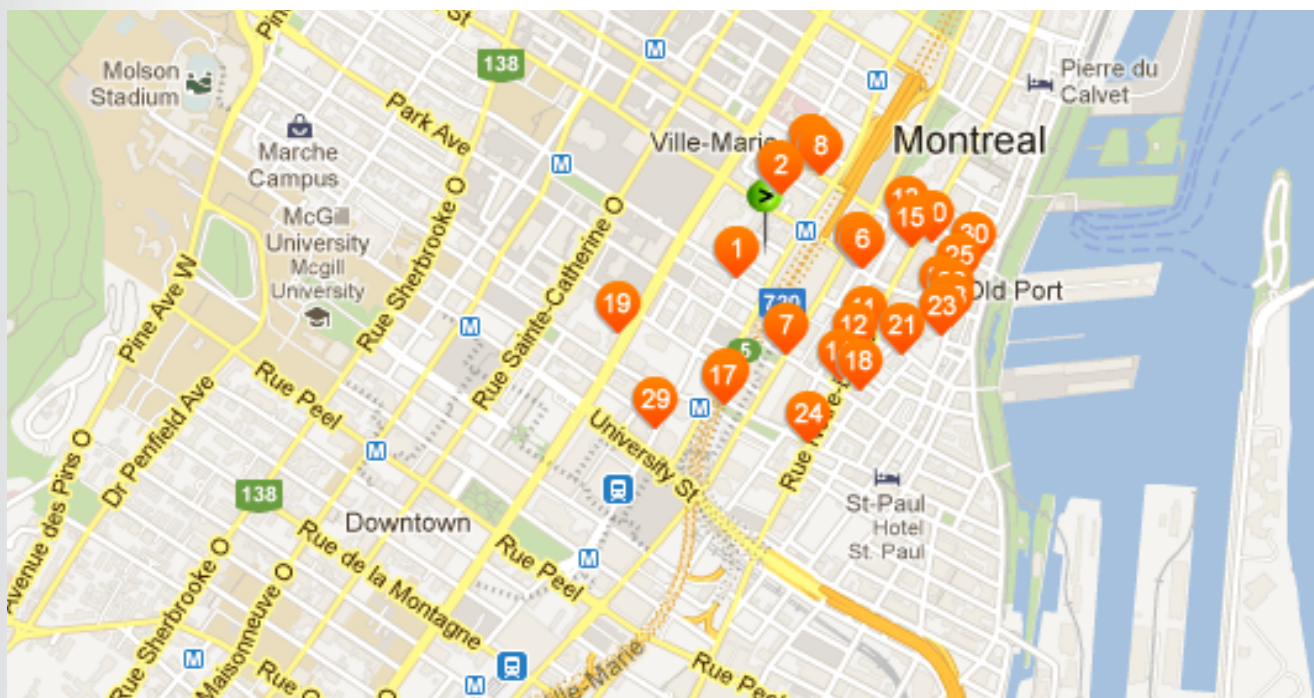 St
138
M
M
Molson
Stadium
Pierre du
Calvet
Park Ave
Ville-Marie
8
Montreal
Marche
Campus
M
2
>
15
30
McGill
University
Mcgill
University
Rue Sherbrooke O
Rue Sainte-Catherine O
M
6
1
25
Pine Ave W
19
720
Old Port
23
M
7
12
21
5
18
17
Rue Peel
29
M
24
Dr Penfield Ave
University St
M
138
Downtown
St-Paul
Hotel
St. Paul
Avenue des Pins O
Rue de la Montagne
Rue Peel
M
Rue Sherbrooke O
Maisonneuve O
M
M
Rue Peel